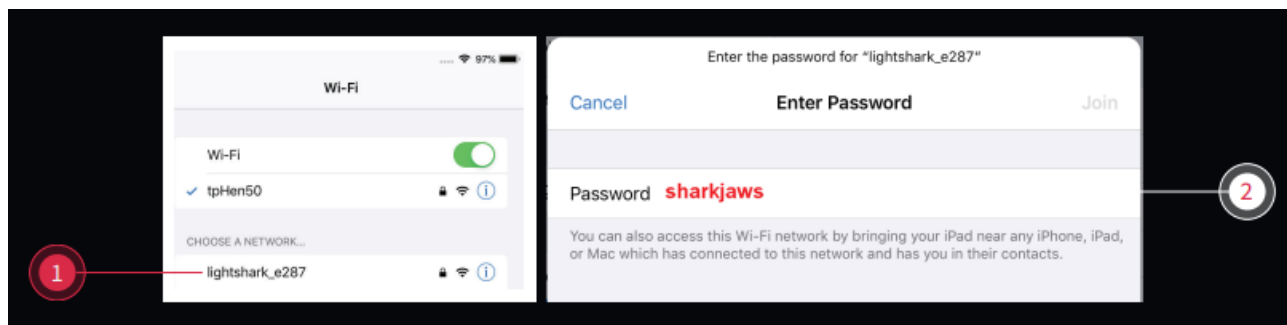 97%
Wi-Fi
Wi-Fi
tpHen50
CHOOSE A NETWORK...
lightshark_e287
1
Enter the password for "lightshark_e287"
Cancel Enter Password Join
Password sharkjaws
You can also access this Wi-Fi network by bringing your iPad near any iPhone, iPad,
or Mac which has connected to this network and has you in their contacts.
2